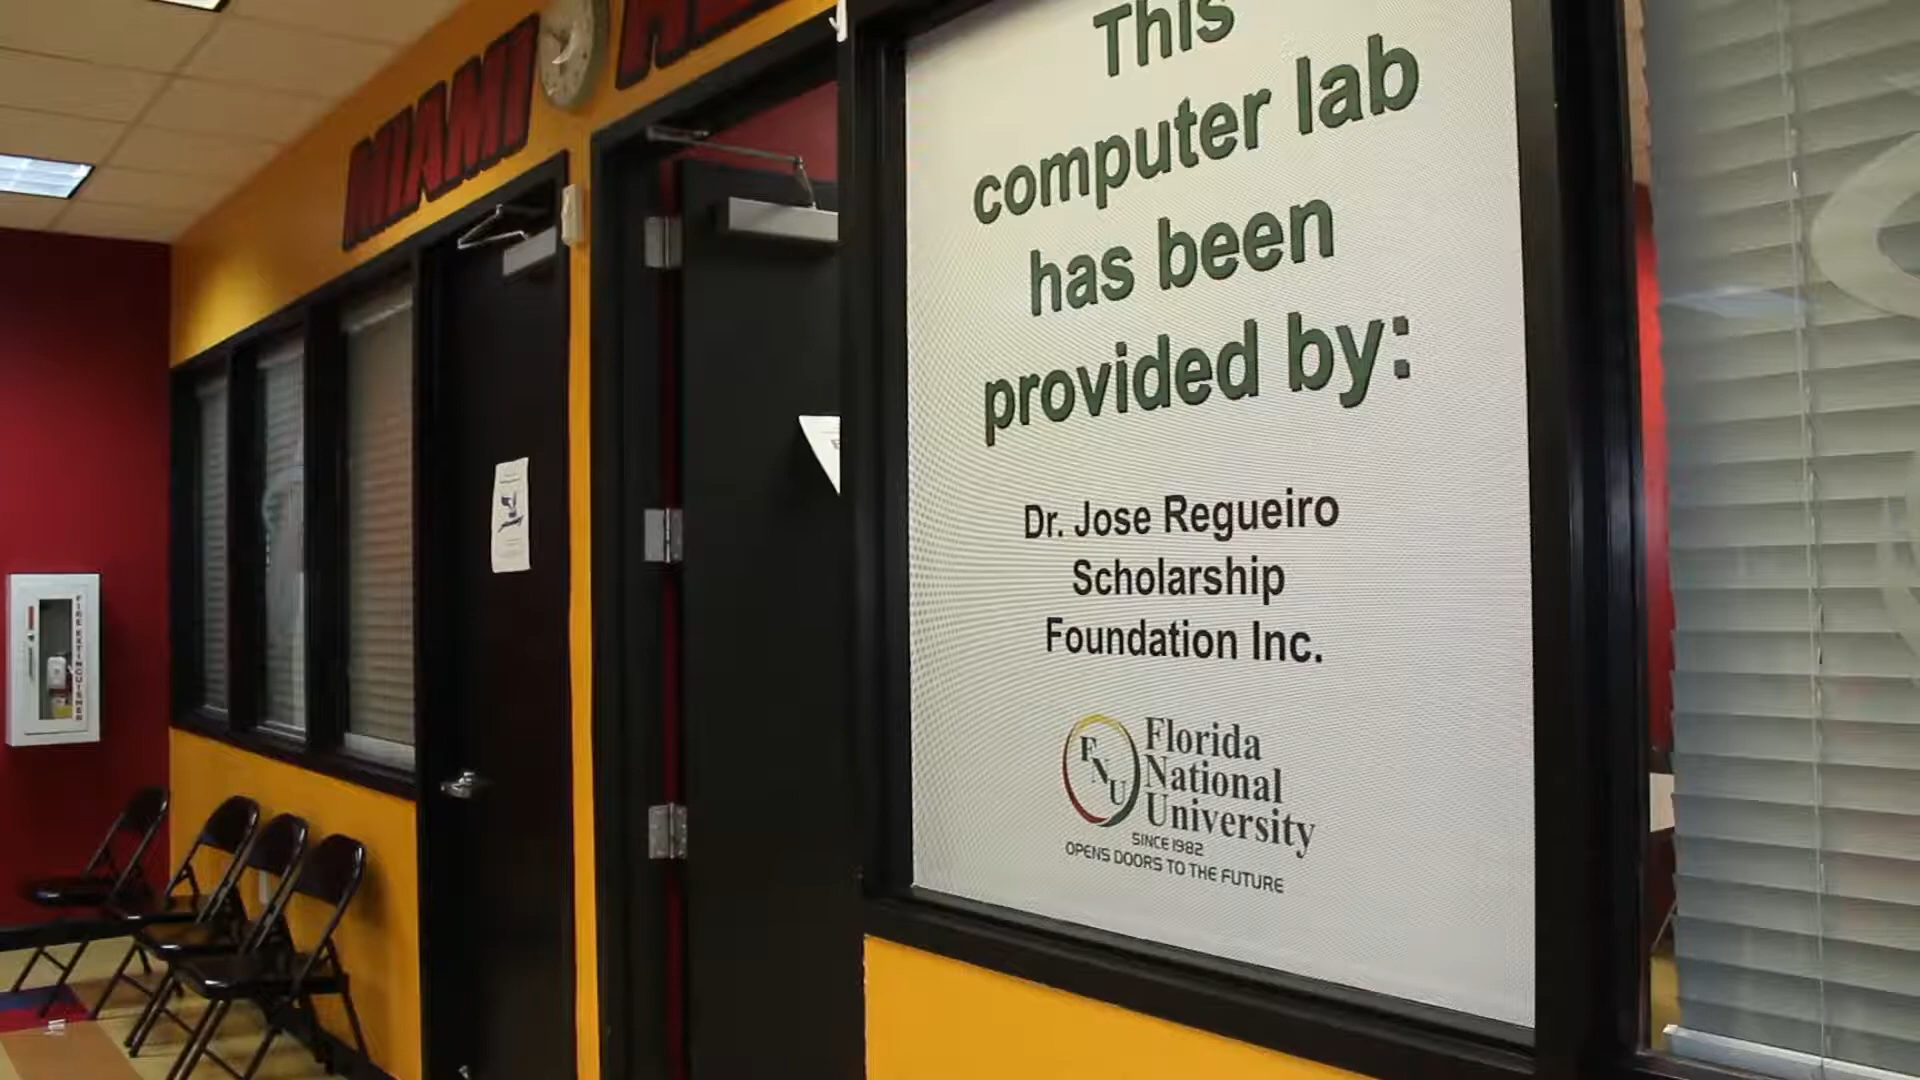 MIAMI
This
computer lab
has been
provided by:
Dr. Jose Regueiro
Scholarship
Foundation Inc.
FNU
Florida
National
University
SINCE 1982
OPENS DOORS TO THE FUTURE
FIRE EXTINGUISHER